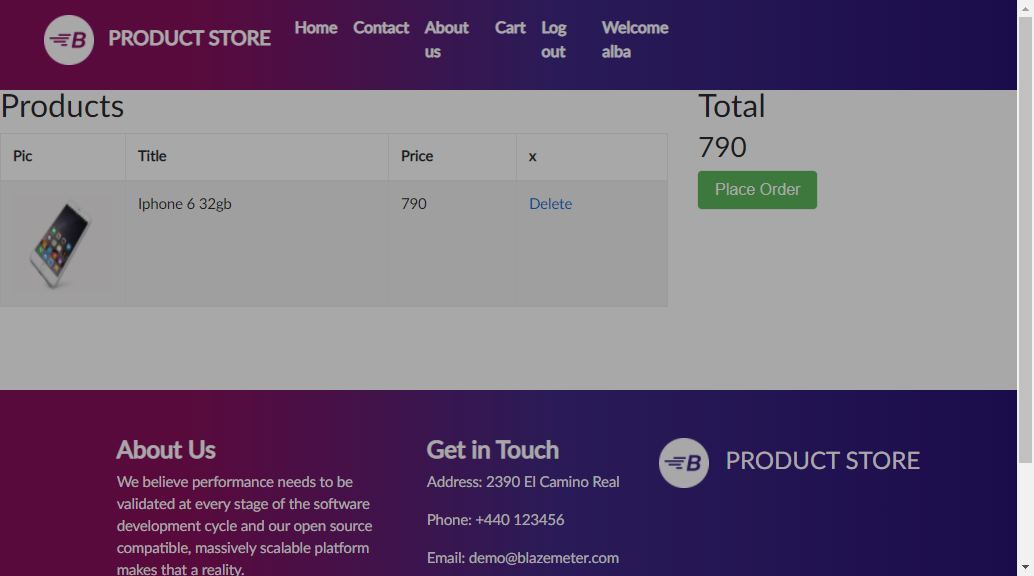 B PRODUCT STORE
Home Contact About us Cart Log out Welcome alba
Products
Pic Title Price x
Iphone 6 32gb 790 Delete
Total
790
Place Order
About Us
We believe performance needs to be
validated at every stage of the software
development cycle and our open source
compatible, massively scalable platform
makes that a reality.
Get in Touch
Address: 2390 El Camino Real
Phone: +440 123456
Email: demo@blazemeter.com
B PRODUCT STORE